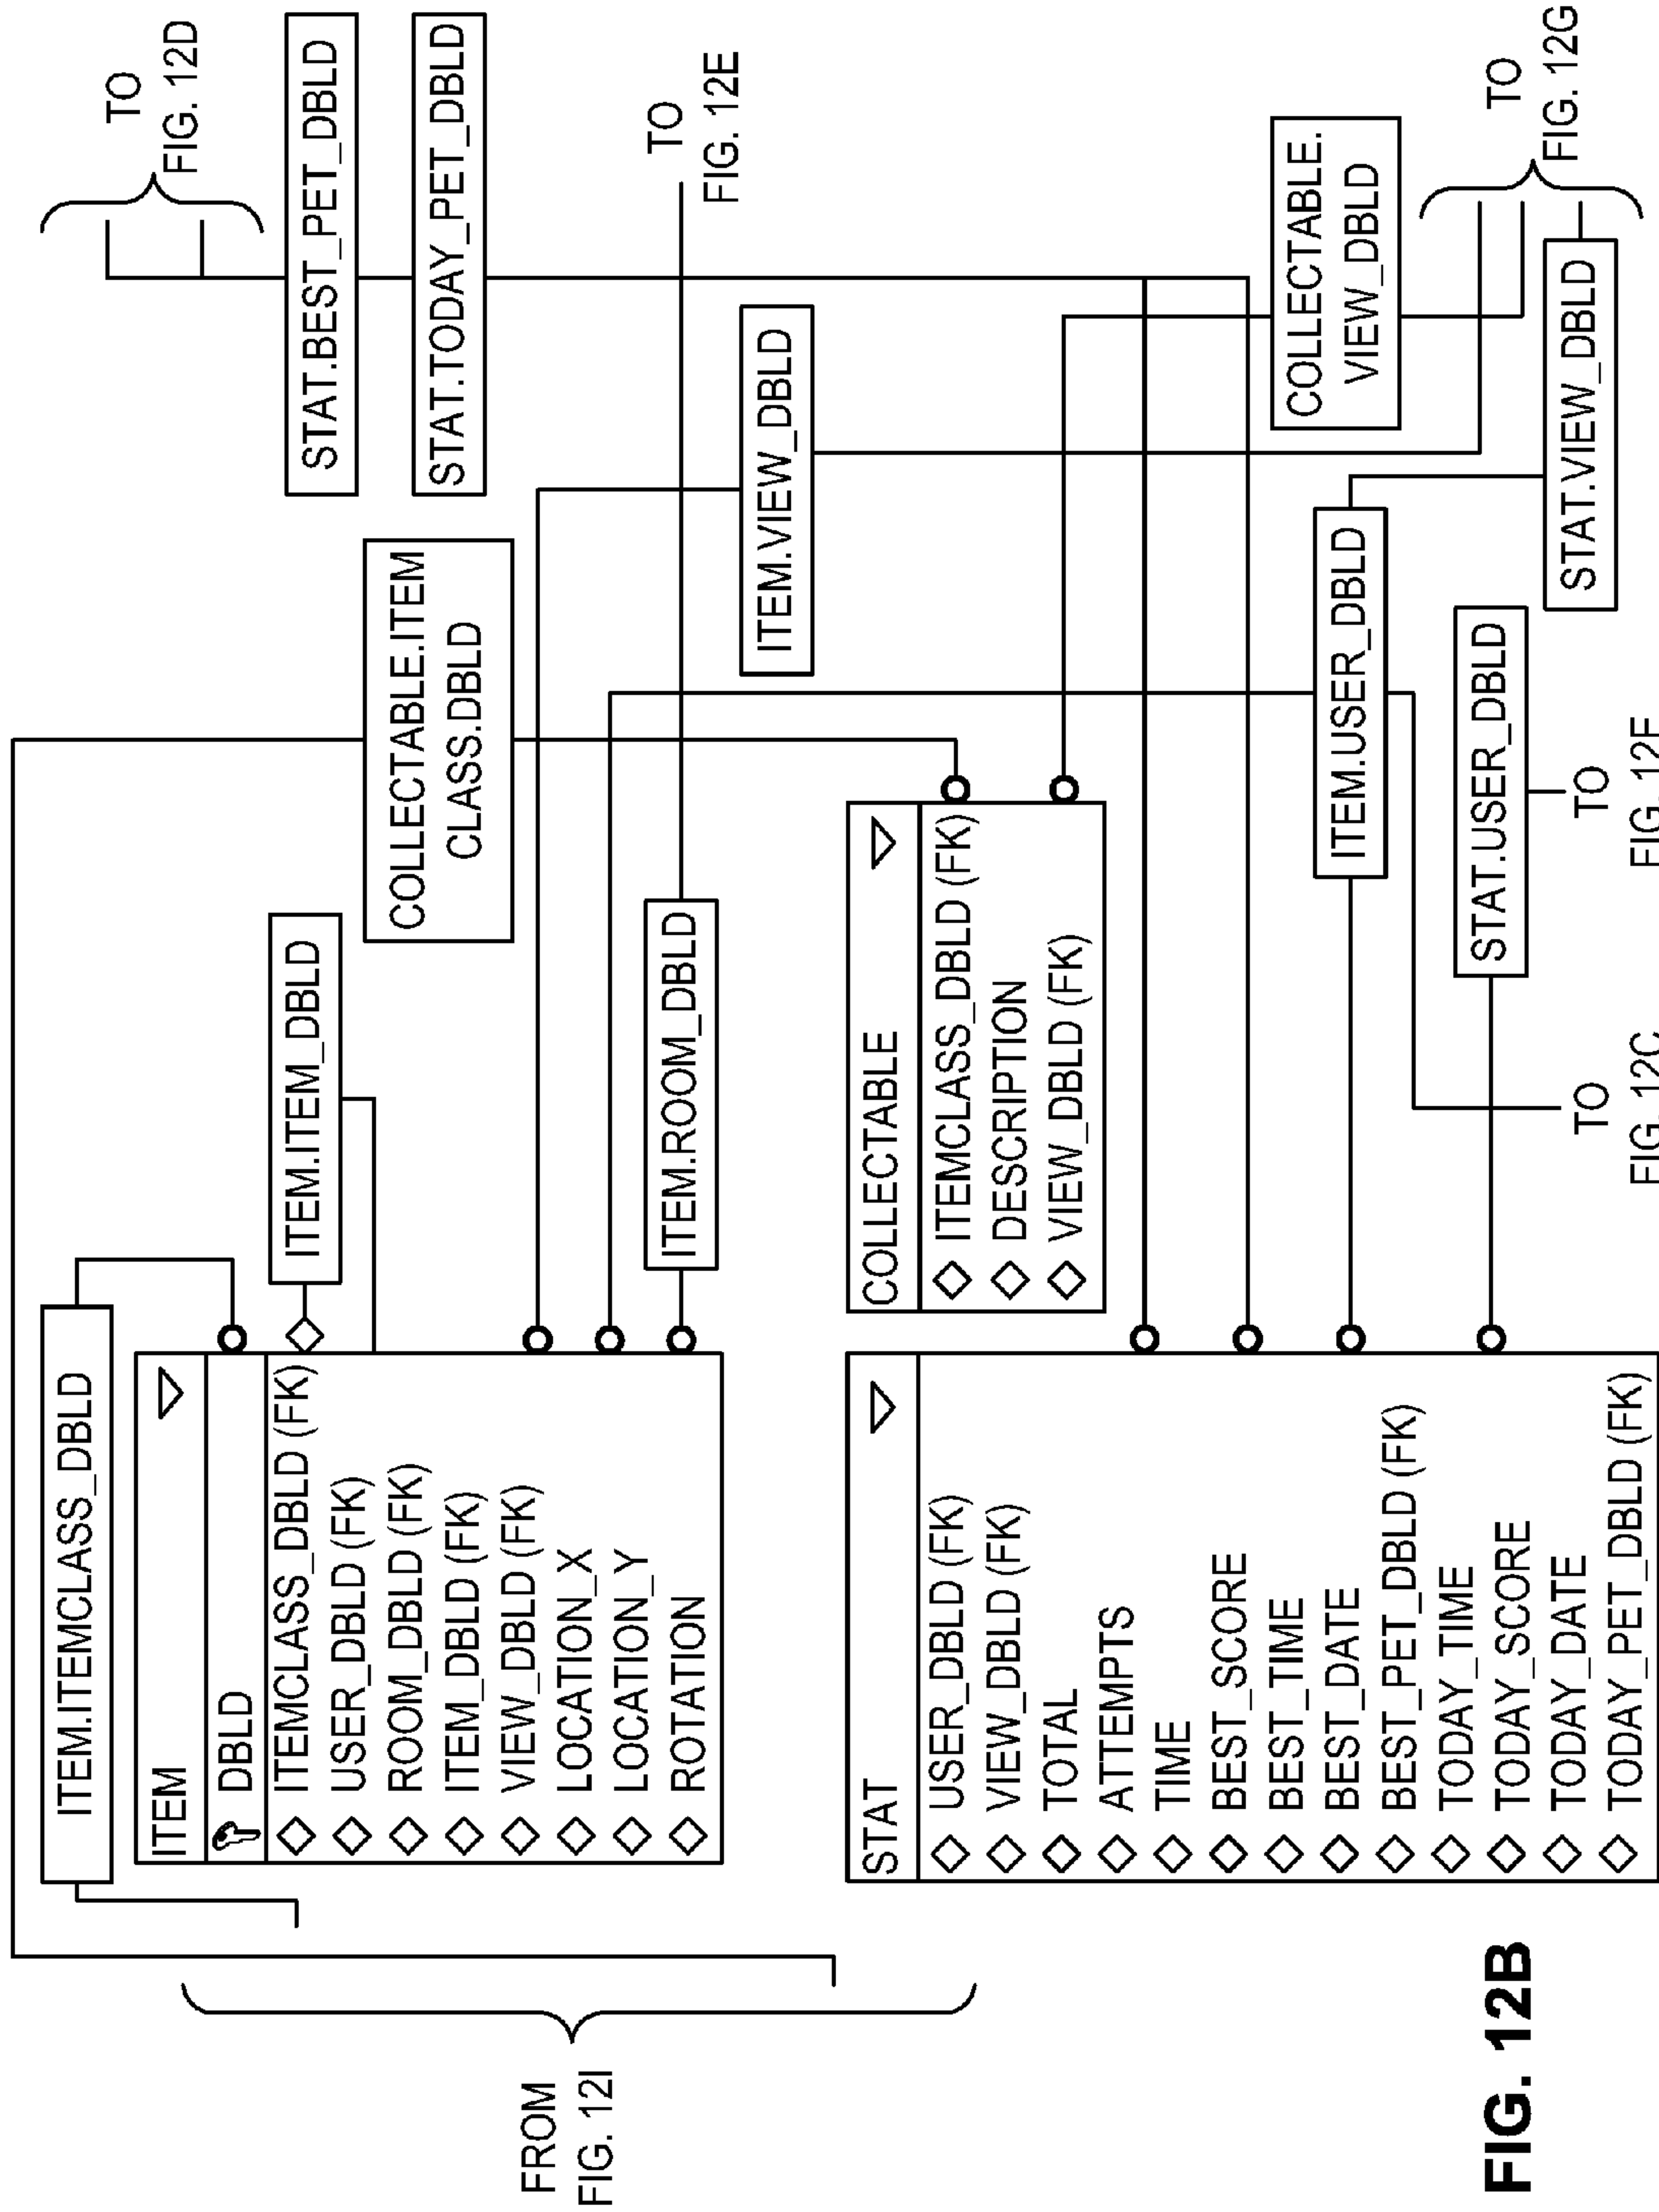 FROM
FIG. 12I
ITEM.ITEMCLASS_DBLD
ITEM
DBLD
ITEMCLASS_DBLD (FK)
USER_DBLD (FK)
ROOM_DBLD (FK)
ITEM_DBLD (FK)
VIEW_DBLD (FK)
LOCATION_X
LOCATION_Y
ROTATION
ITEM.ITEM_DBLD
COLLECTABLE.ITEM
CLASS.DBLD
ITEM.ROOM_DBLD
ITEM.VIEW_DBLD
TO
FIG. 12D
STAT.BEST_PET_DBLD
STAT.TODAY_PET_DBLD
TO
FIG. 12E
COLLECTABLE
ITEMCLASS_DBLD (FK)
DESCRIPTION
VIEW_DBLD (FK)
STAT
USER_DBLD (FK)
VIEW_DBLD (FK)
TOTAL
ATTEMPTS
TIME
BEST_SCORE
BEST_TIME
BEST_DATE
BEST_PET_DBLD (FK)
TODAY_TIME
TODAY_SCORE
TODAY_DATE
TODAY_PET_DBLD (FK)
COLLECTABLE.
VIEW_DBLD
ITEM.USER_DBLD
STAT.USER_DBLD
STAT.VIEW_DBLD
TO
FIG. 12G
TO
FIG. 12C
TO
FIG. 12F
FIG. 12B